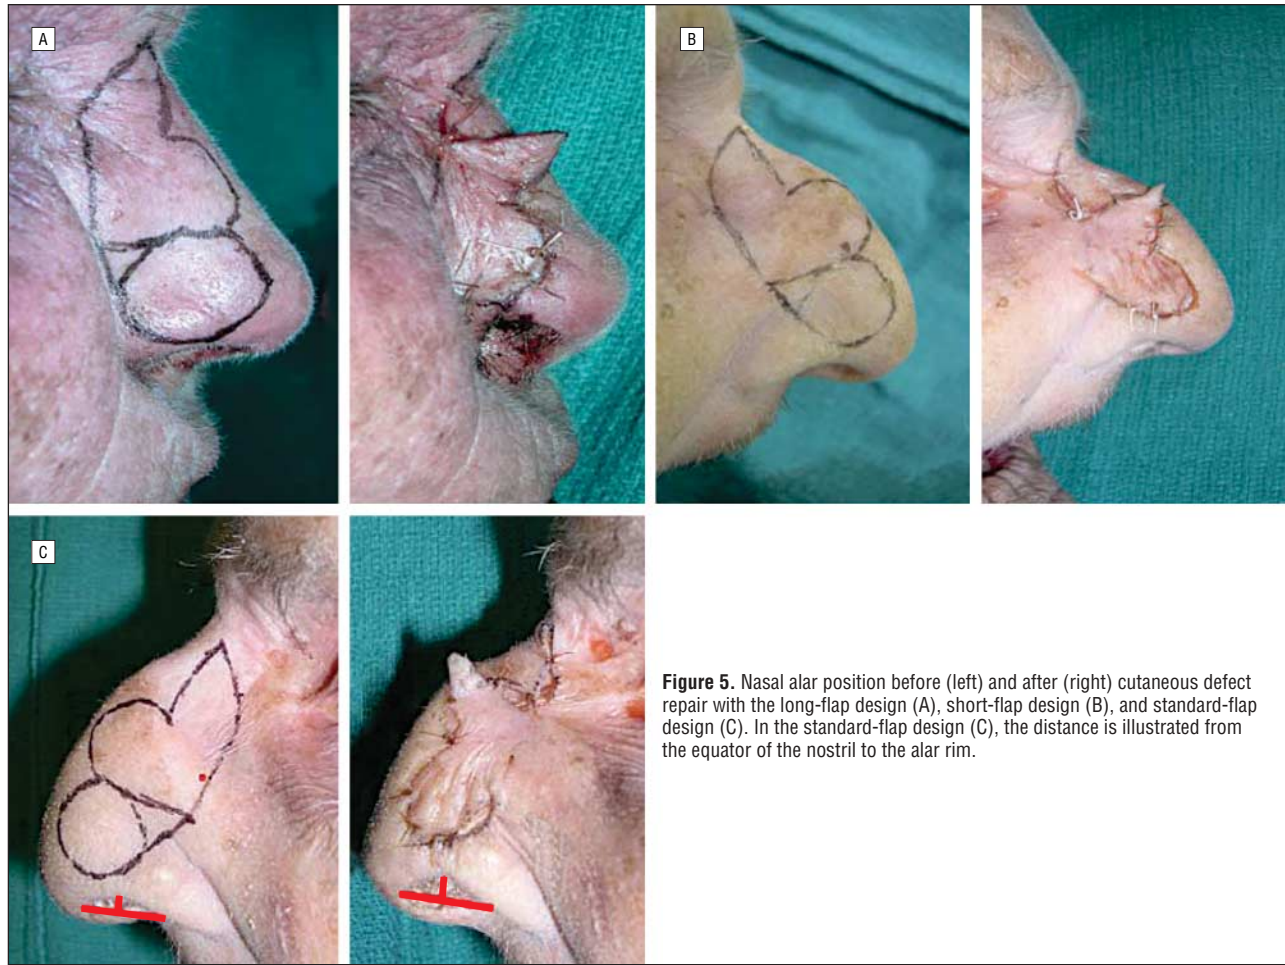 A
B
C
Figure 5. Nasal alar position before (left) and after (right) cutaneous defect
repair with the long-flap design (A), short-flap design (B), and standard-flap
design (C). In the standard-flap design (C), the distance is illustrated from
the equator of the nostril to the alar rim.